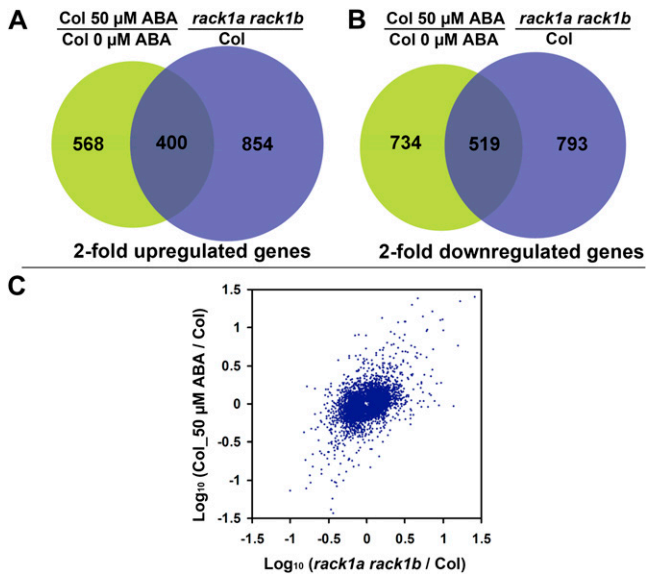 A
Col 50 µM ABA
Col 0 µM ABA
rack1a rack1b
Col
568
400
854
2-fold upregulated genes
B
Col 50 µM ABA
Col 0 µM ABA
rack1a rack1b
Col
734
519
793
2-fold downregulated genes
C
Log₁₀ (Col_50 µM ABA / Col)
1.5
1
0.5
0
-0.5
-1
-1.5
-1.5
-1
-0.5
0
0.5
1
1.5
Log₁₀ (rack1a rack1b / Col)